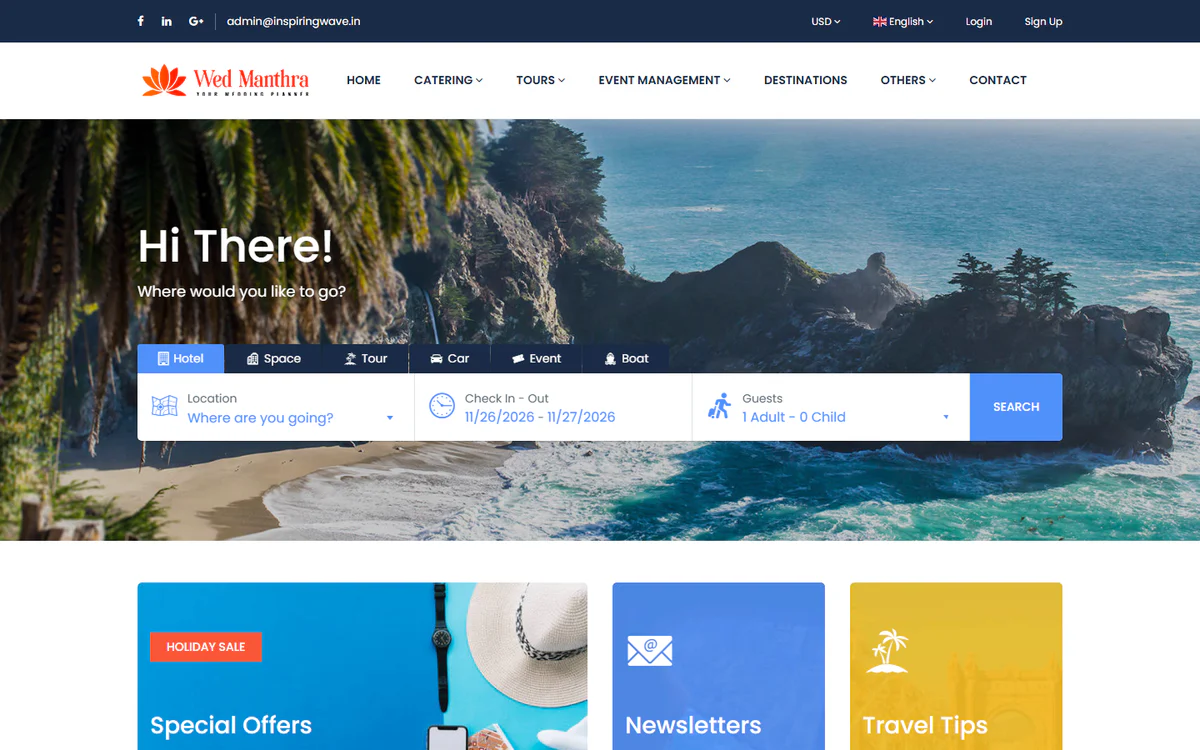 admin@inspiringwave.in
USD
English
Login
Sign Up
Wed Manthra
YOUR WEDDING PLANNER
HOME
CATERING
TOURS
EVENT MANAGEMENT
DESTINATIONS
OTHERS
CONTACT
Hi There!
Where would you like to go?
Hotel
Space
Tour
Car
Event
Boat
Location
Where are you going?
Check In - Out
11/26/2026 - 11/27/2026
Guests
1 Adult - 0 Child
SEARCH
HOLIDAY SALE
Special Offers
Newsletters
Travel Tips